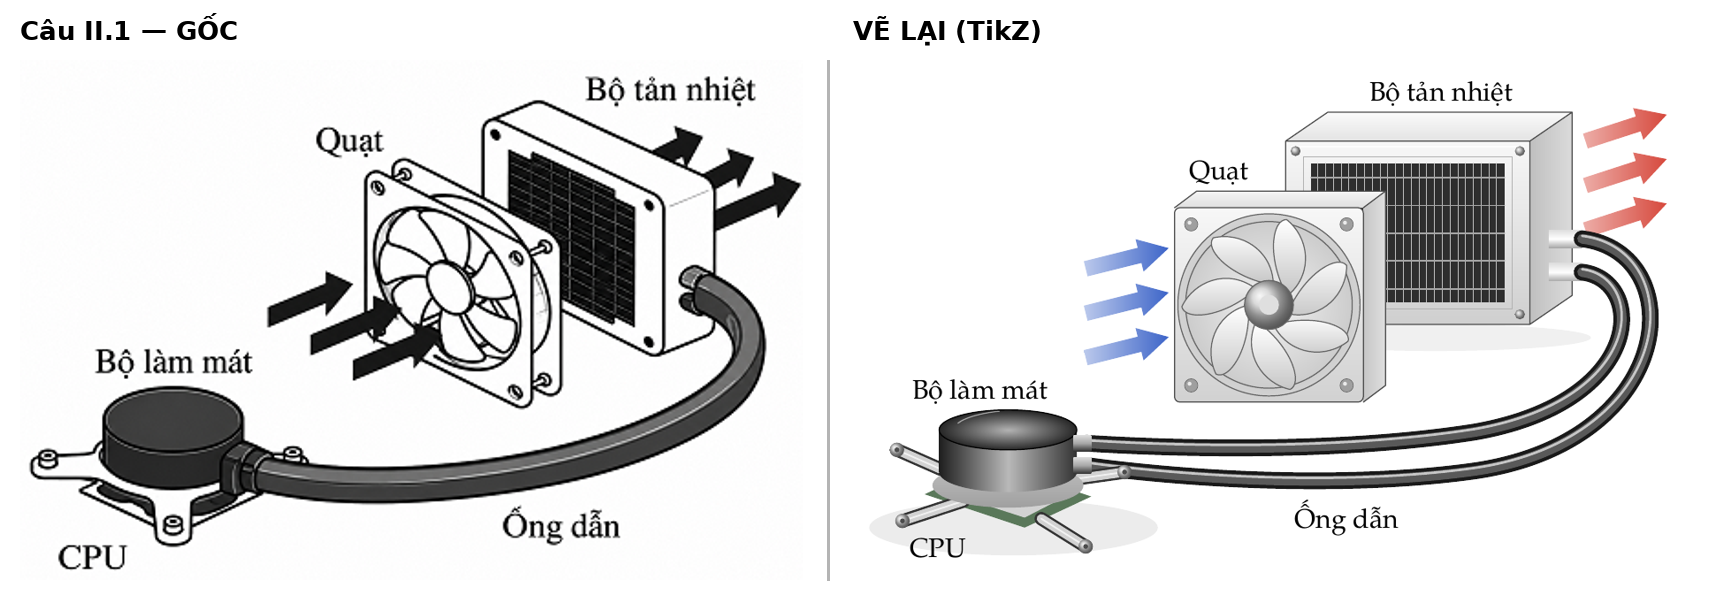 Câu II.1 — GỐC
Bộ tản nhiệt
Quạt
Bộ làm mát
Ống dẫn
CPU
VẼ LẠI (TikZ)
Bộ tản nhiệt
Quạt
Bộ làm mát
Ống dẫn
CPU